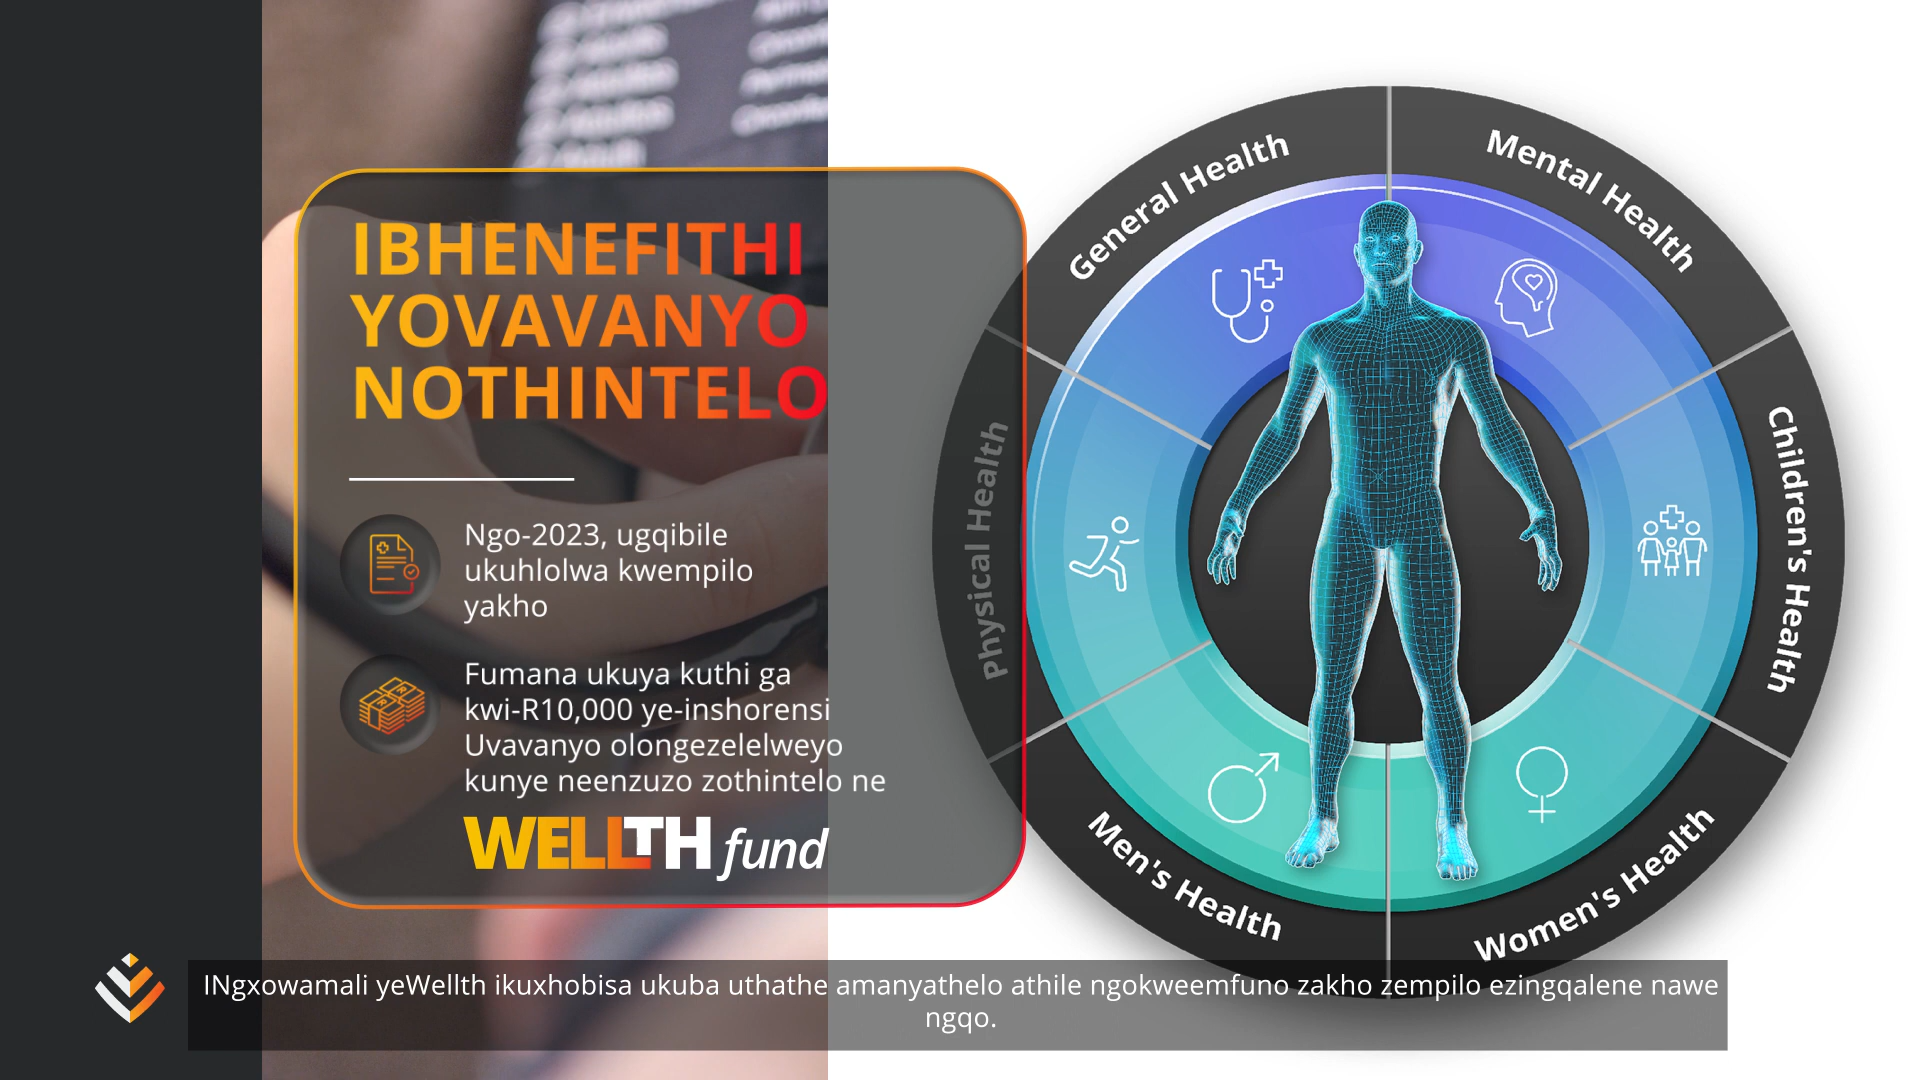 IBHENEFITHI
YOVAVANYO
NOTHINTELO
Ngo-2023, ugqibile
ukuhlolwa kwempilo
yakho
Fumana ukuya kuthi ga
kwi-R10,000 ye-inshorensi
Uvavanyo olongezelelweyo
kunye neenzuzo zothintelo ne
WELLTH fund
General Health
Mental Health
Physical Health
Children's Health
Men's Health
Women's Health
INgxowamali yeWellth ikuxhobisa ukuba uthathe amanyathelo athile ngokweemfuno zakho zempilo ezingqalene nawe
ngqo.